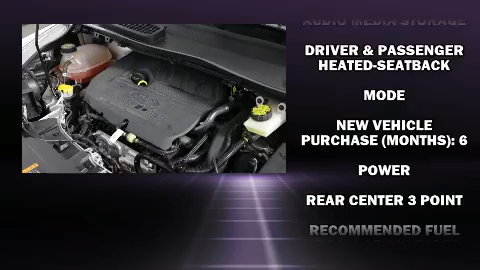 AUDIO MEDIA STORAGE
DRIVER & PASSENGER
HEATED-SEATBACK
MODE
NEW VEHICLE
PURCHASE (MONTHS): 6
POWER
REAR CENTER 3 POINT
RECOMMENDED FUEL